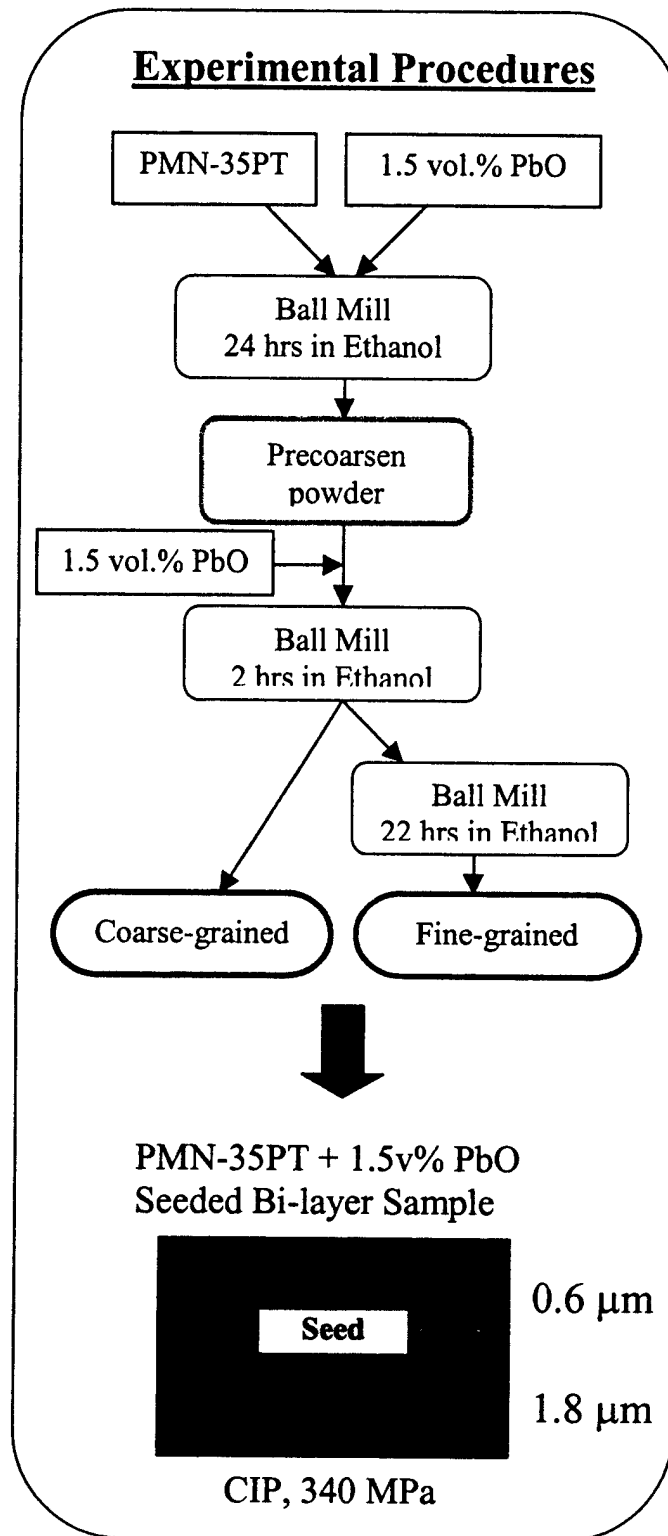 Experimental Procedures
PMN-35PT
1.5 vol.% PbO
Ball Mill
24 hrs in Ethanol
Precoarsen
powder
1.5 vol.% PbO
Ball Mill
2 hrs in Ethanol
Ball Mill
22 hrs in Ethanol
Coarse-grained
Fine-grained
PMN-35PT + 1.5v% PbO
Seeded Bi-layer Sample
0.6 μm
Seed
1.8 μm
CIP, 340 MPa